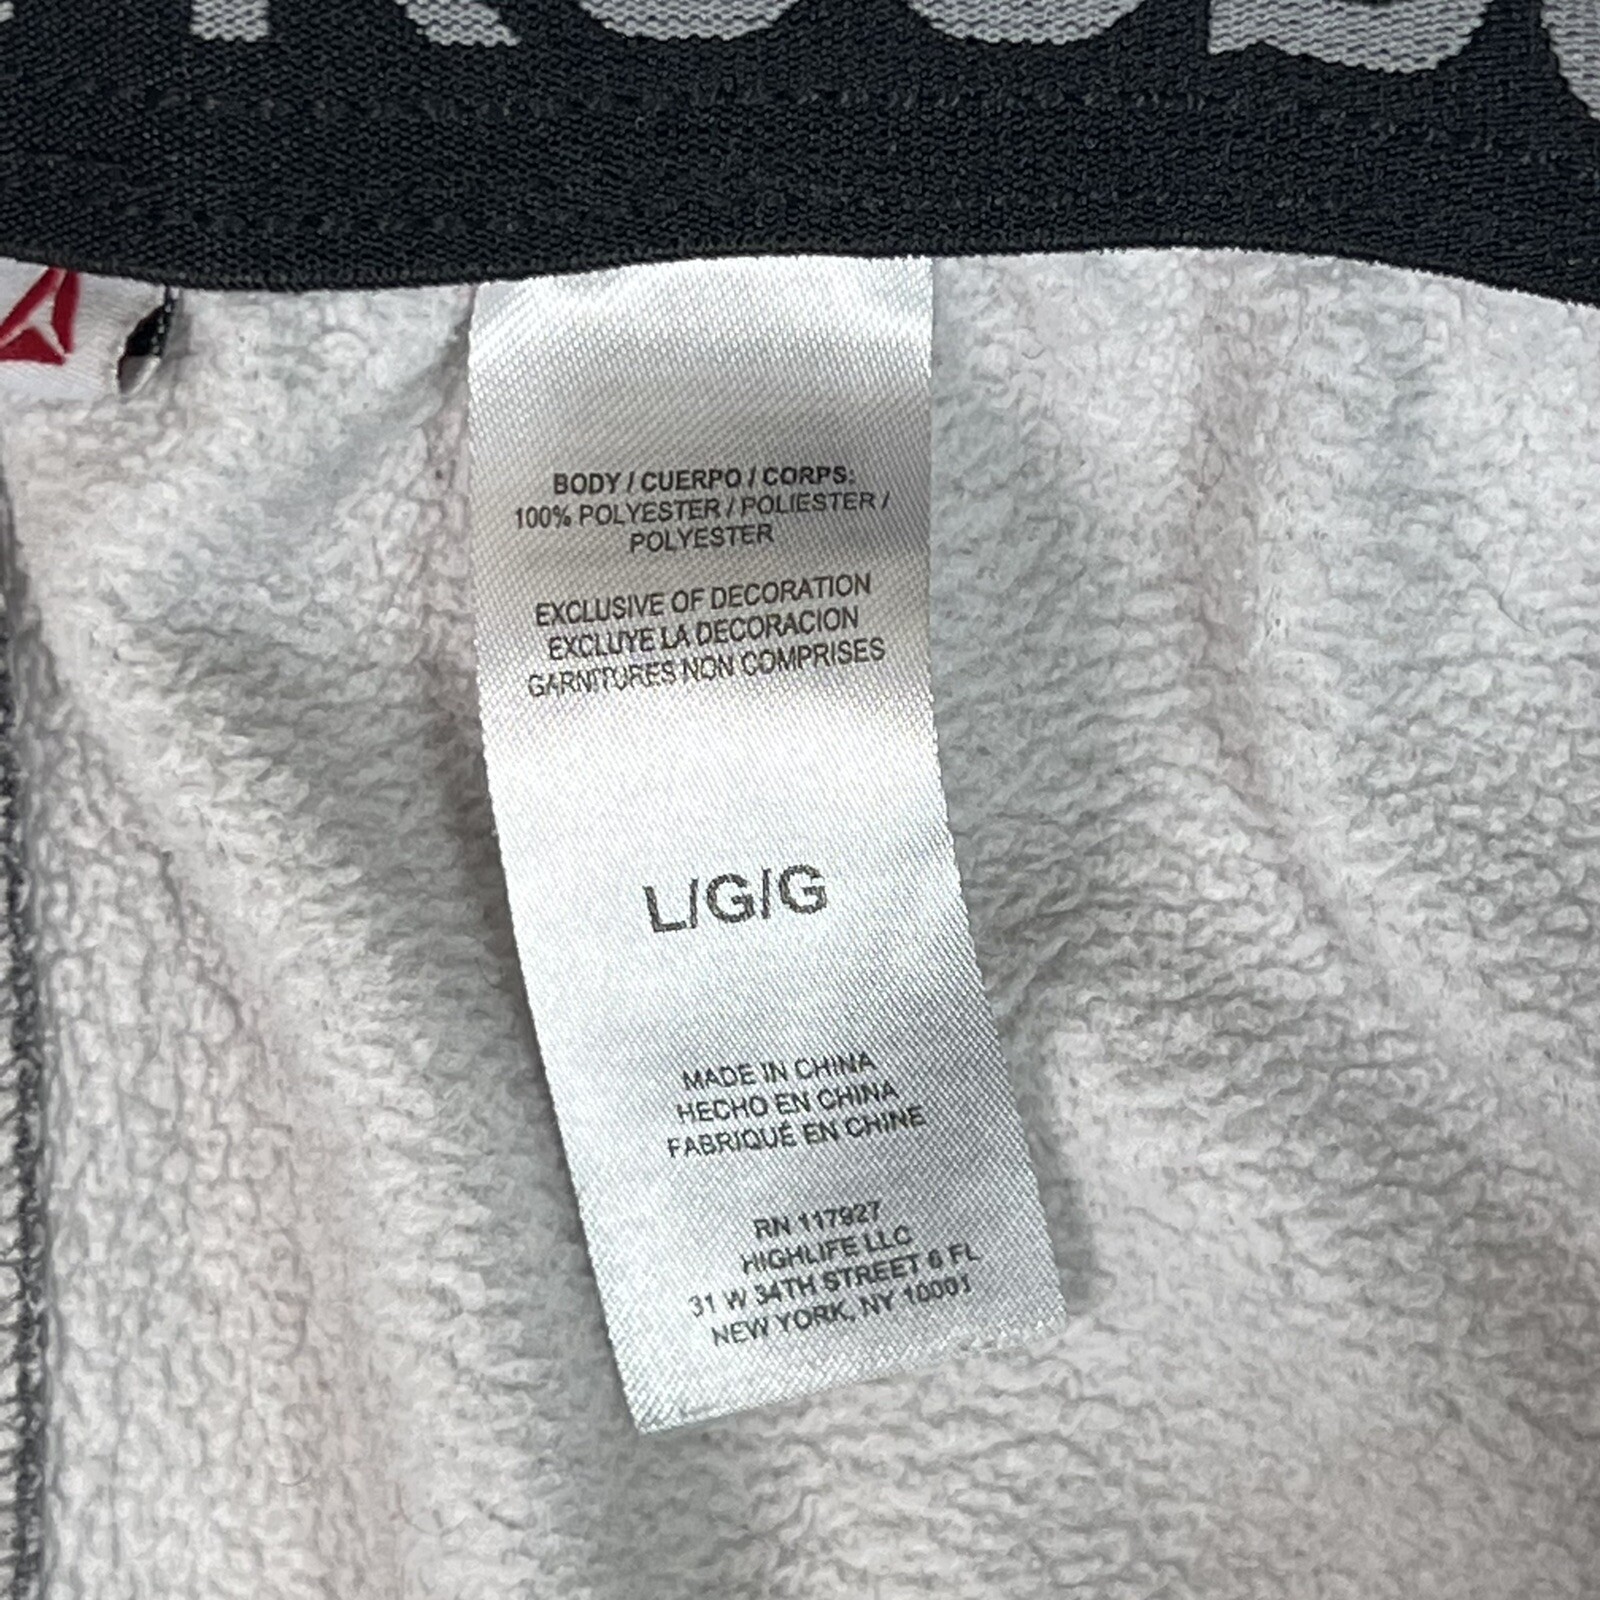 BODY / CUERPO / CORPS:
100% POLYESTER / POLIESTER /
POLYESTER
EXCLUSIVE OF DECORATION
EXCLUYE LA DECORACION
GARNITURES NON COMPRISES
L/G/G
MADE IN CHINA
HECHO EN CHINA
FABRIQUÉ EN CHINE
RN 117927
HIGHLIFE LLC
31 W 34TH STREET 6 FL
NEW YORK, NY 10001